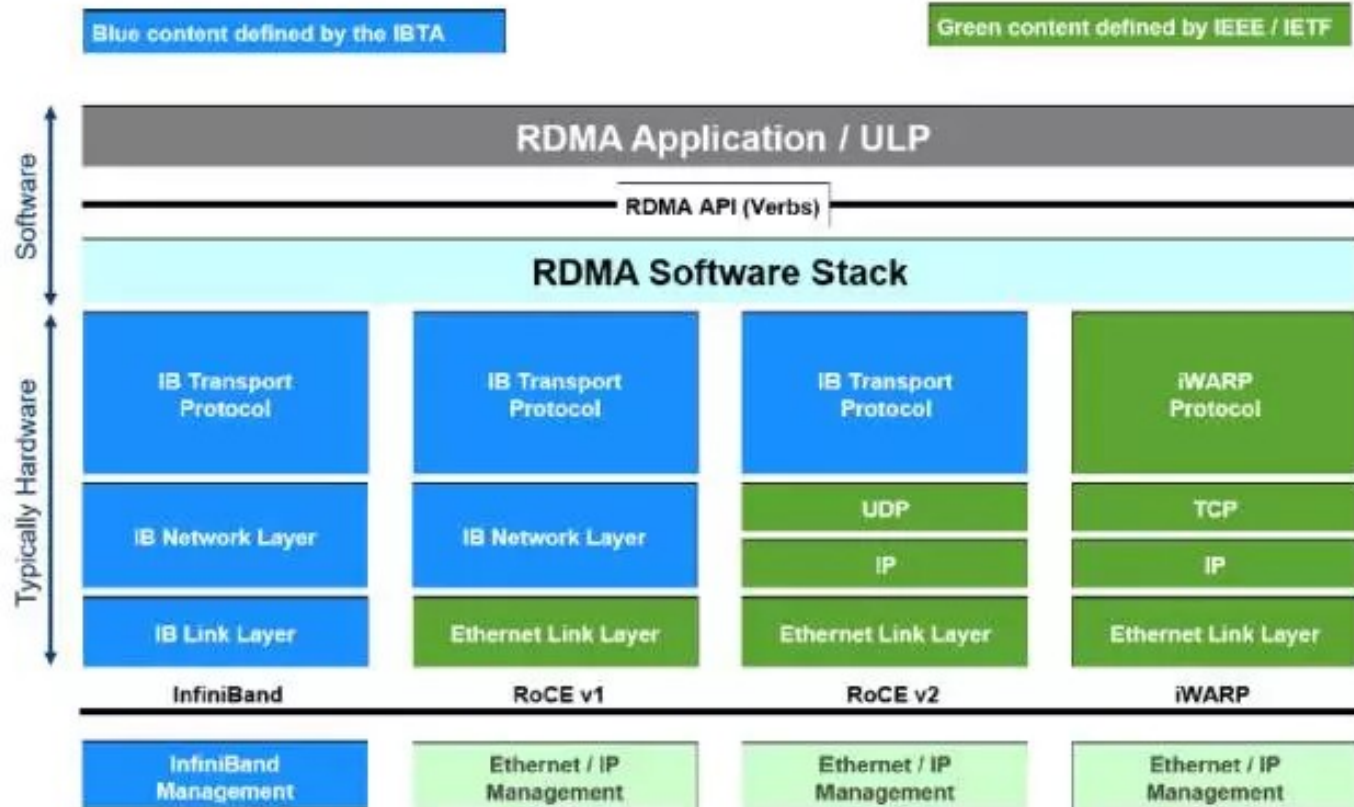 Blue content defined by the IBTA
Green content defined by IEEE / IETF
Software
RDMA Application / ULP
RDMA API (Verbs)
RDMA Software Stack
Typically Hardware
IB Transport
Protocol
IB Transport
Protocol
IB Transport
Protocol
iWARP
Protocol
IB Network Layer
IB Network Layer
UDP
TCP
IP
IP
IB Link Layer
Ethernet Link Layer
Ethernet Link Layer
Ethernet Link Layer
InfiniBand
RoCE v1
RoCE v2
iWARP
InfiniBand
Management
Ethernet / IP
Management
Ethernet / IP
Management
Ethernet / IP
Management